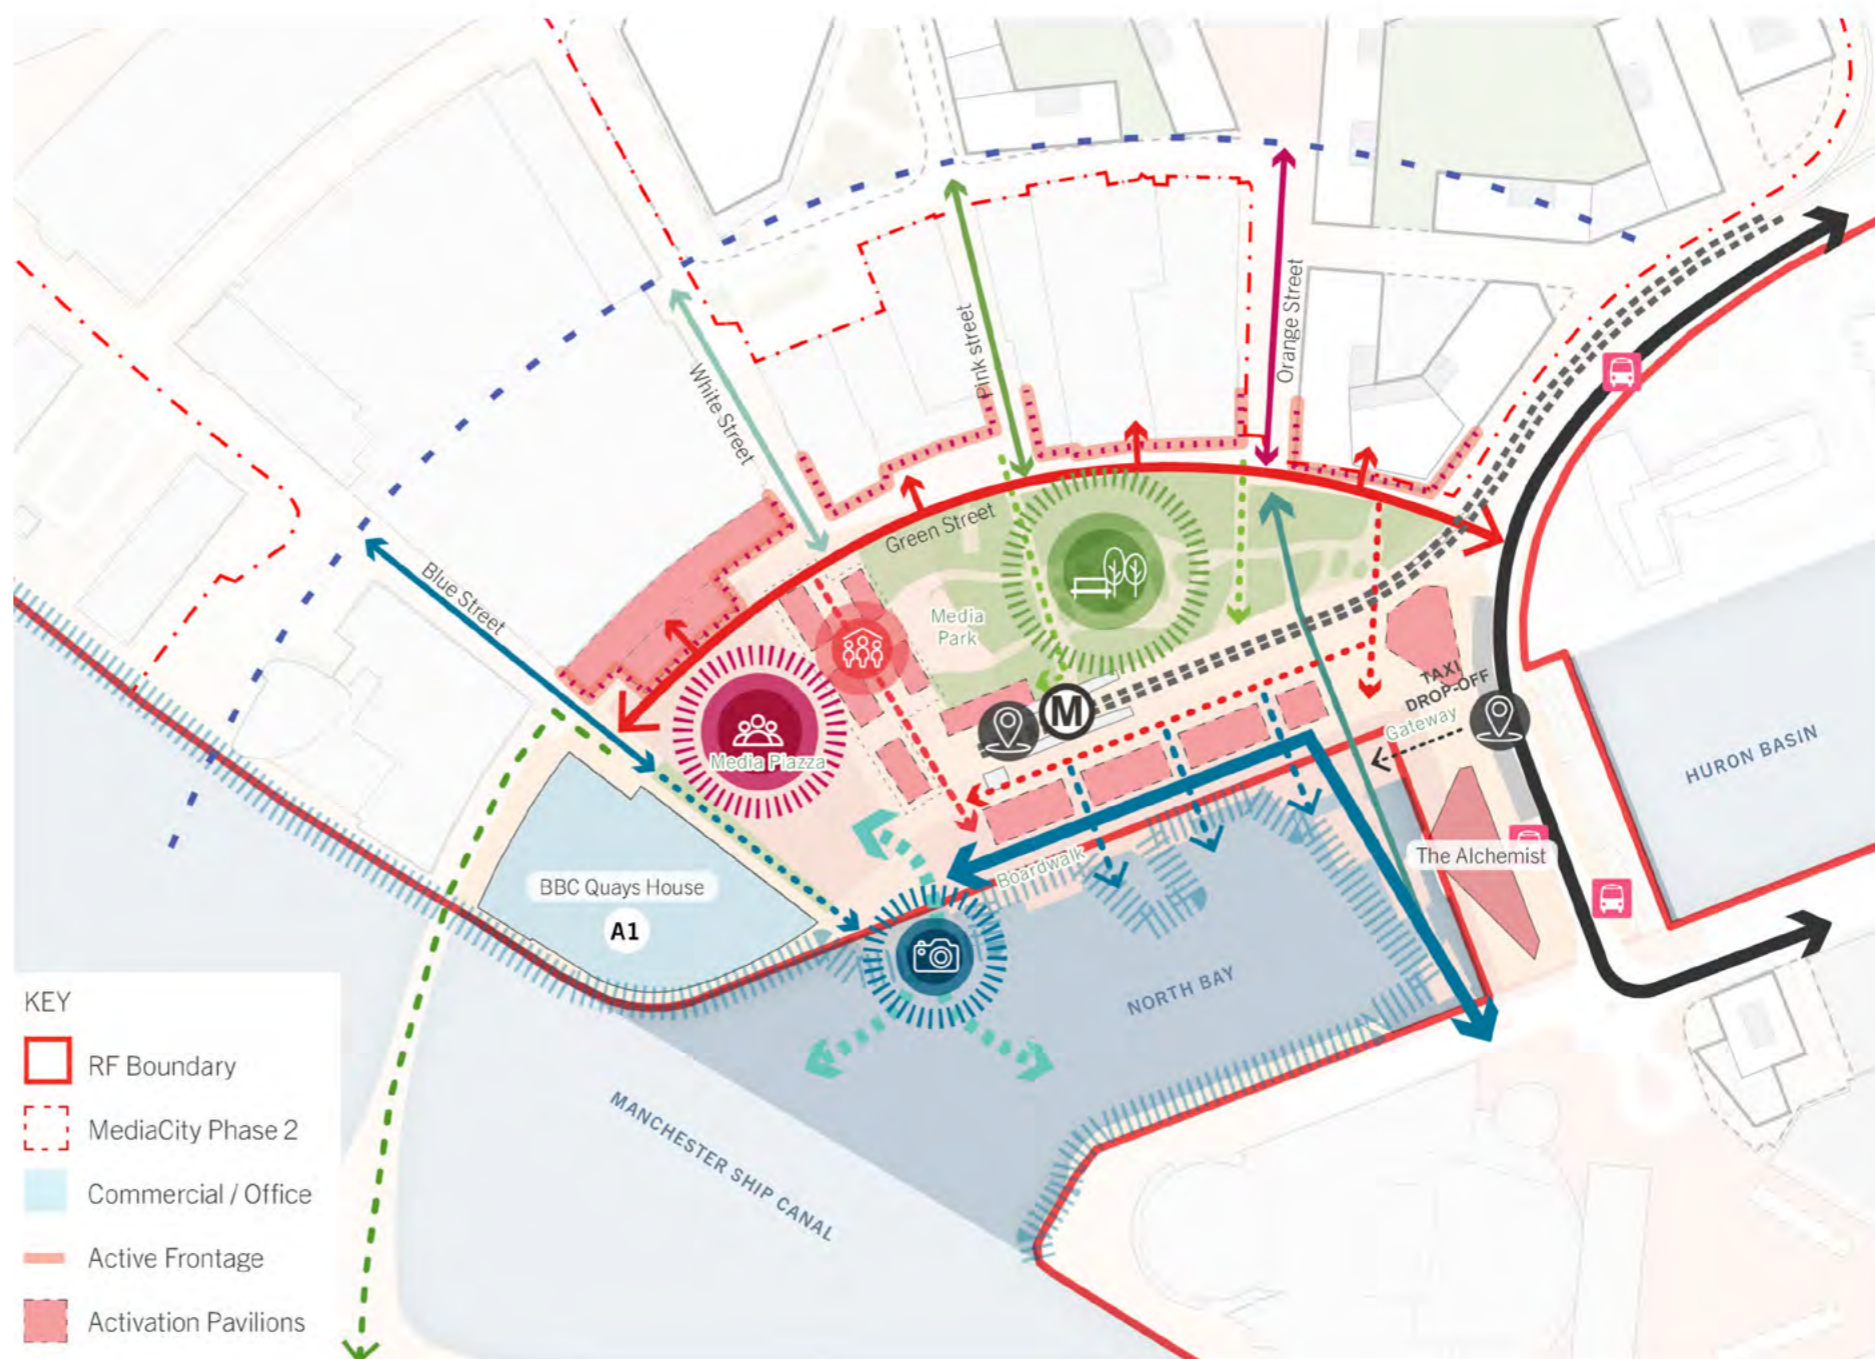 Orange Street
Pink street
White Street
Green Street
Blue Street
Media
Park
M
TAXI
DROP-OFF
Gateway
HURON BASIN
Media Piazza
The Alchemist
Boardwalk
BBC Quays House
A1
NORTH BAY
MANCHESTER SHIP CANAL
KEY
RF Boundary
MediaCity Phase 2
Commercial / Office
Active Frontage
Activation Pavilions